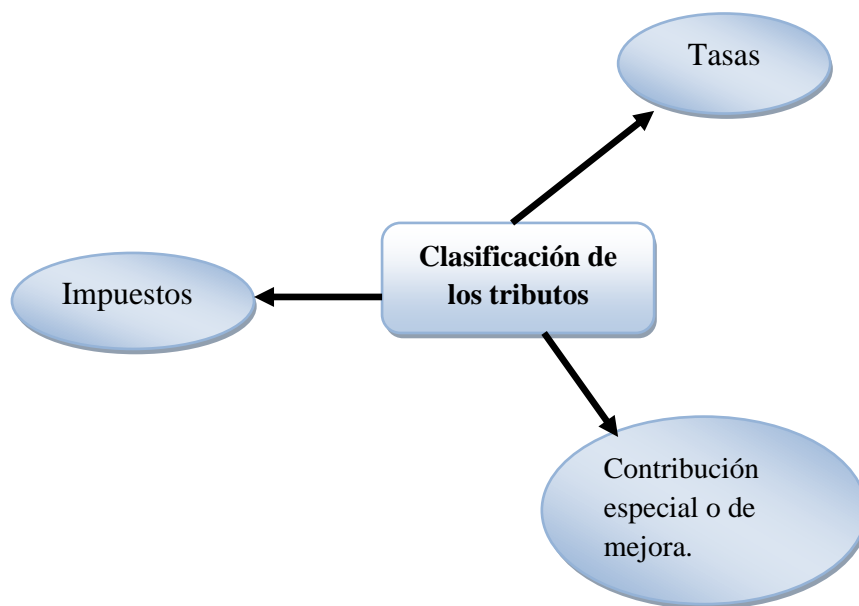 Tasas
Clasificación de
los tributos
Impuestos
Contribución
especial o de
mejora.